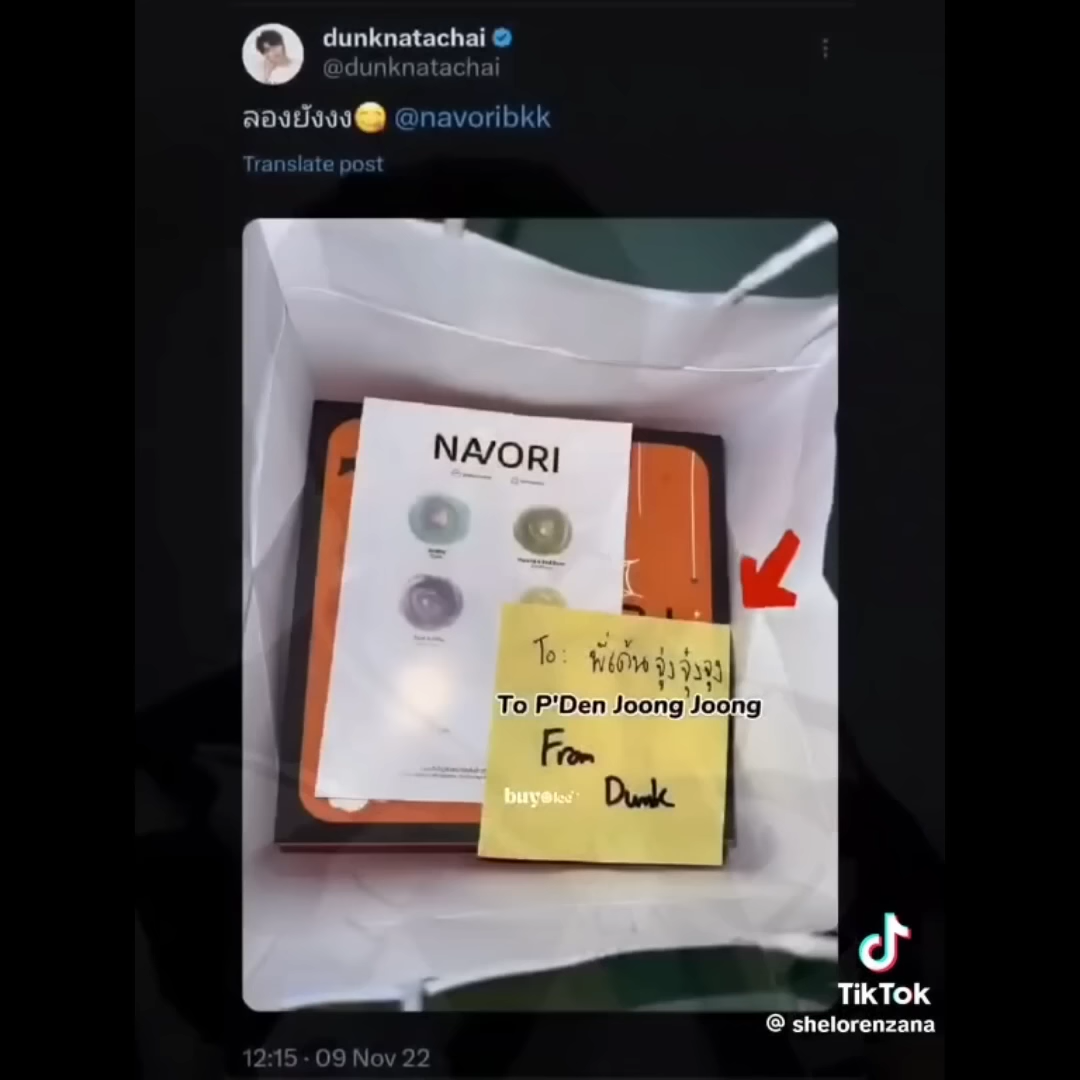 dunknatachai
@dunknatachai
ลองยังงง😋 @navoribkk
Translate post
NAVORI
To: พี่เด้นจู่งจุ๋งจุง
To P'Den Joong Joong
From
Dunk
TikTok
@ shelorenzana
12:15 · 09 Nov 22